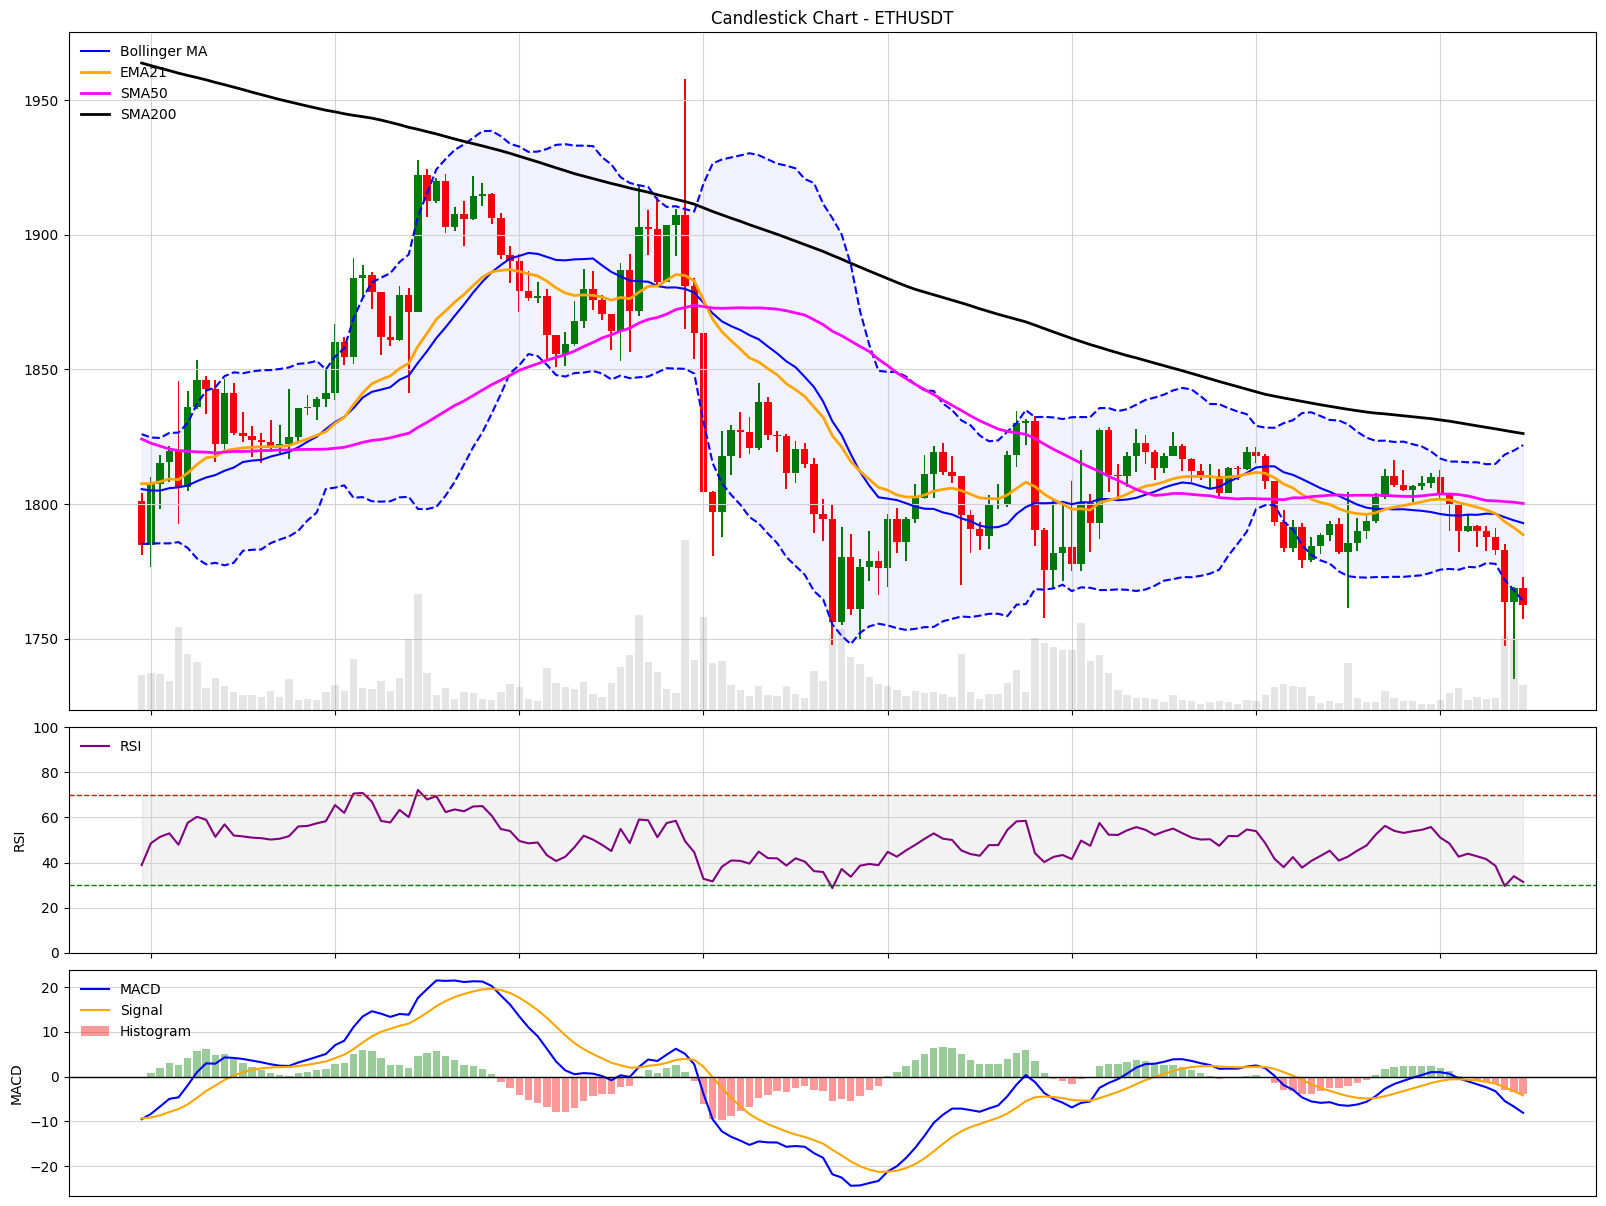 Candlestick Chart - ETHUSDT
Bollinger MA
EMA21
SMA50
SMA200
1950
1900
1850
1800
1750
RSI
100
80
60
40
20
0
RSI
MACD
Signal
Histogram
20
10
0
−10
−20
MACD